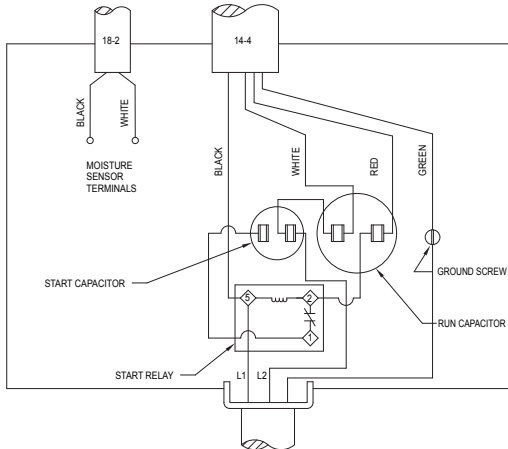 18-2
14-4
BLACK
WHITE
MOISTURE
SENSOR
TERMINALS
BLACK
WHITE
RED
GREEN
START CAPACITOR
GROUND SCREW
RUN CAPACITOR
5
2
1
START RELAY
L1
L2